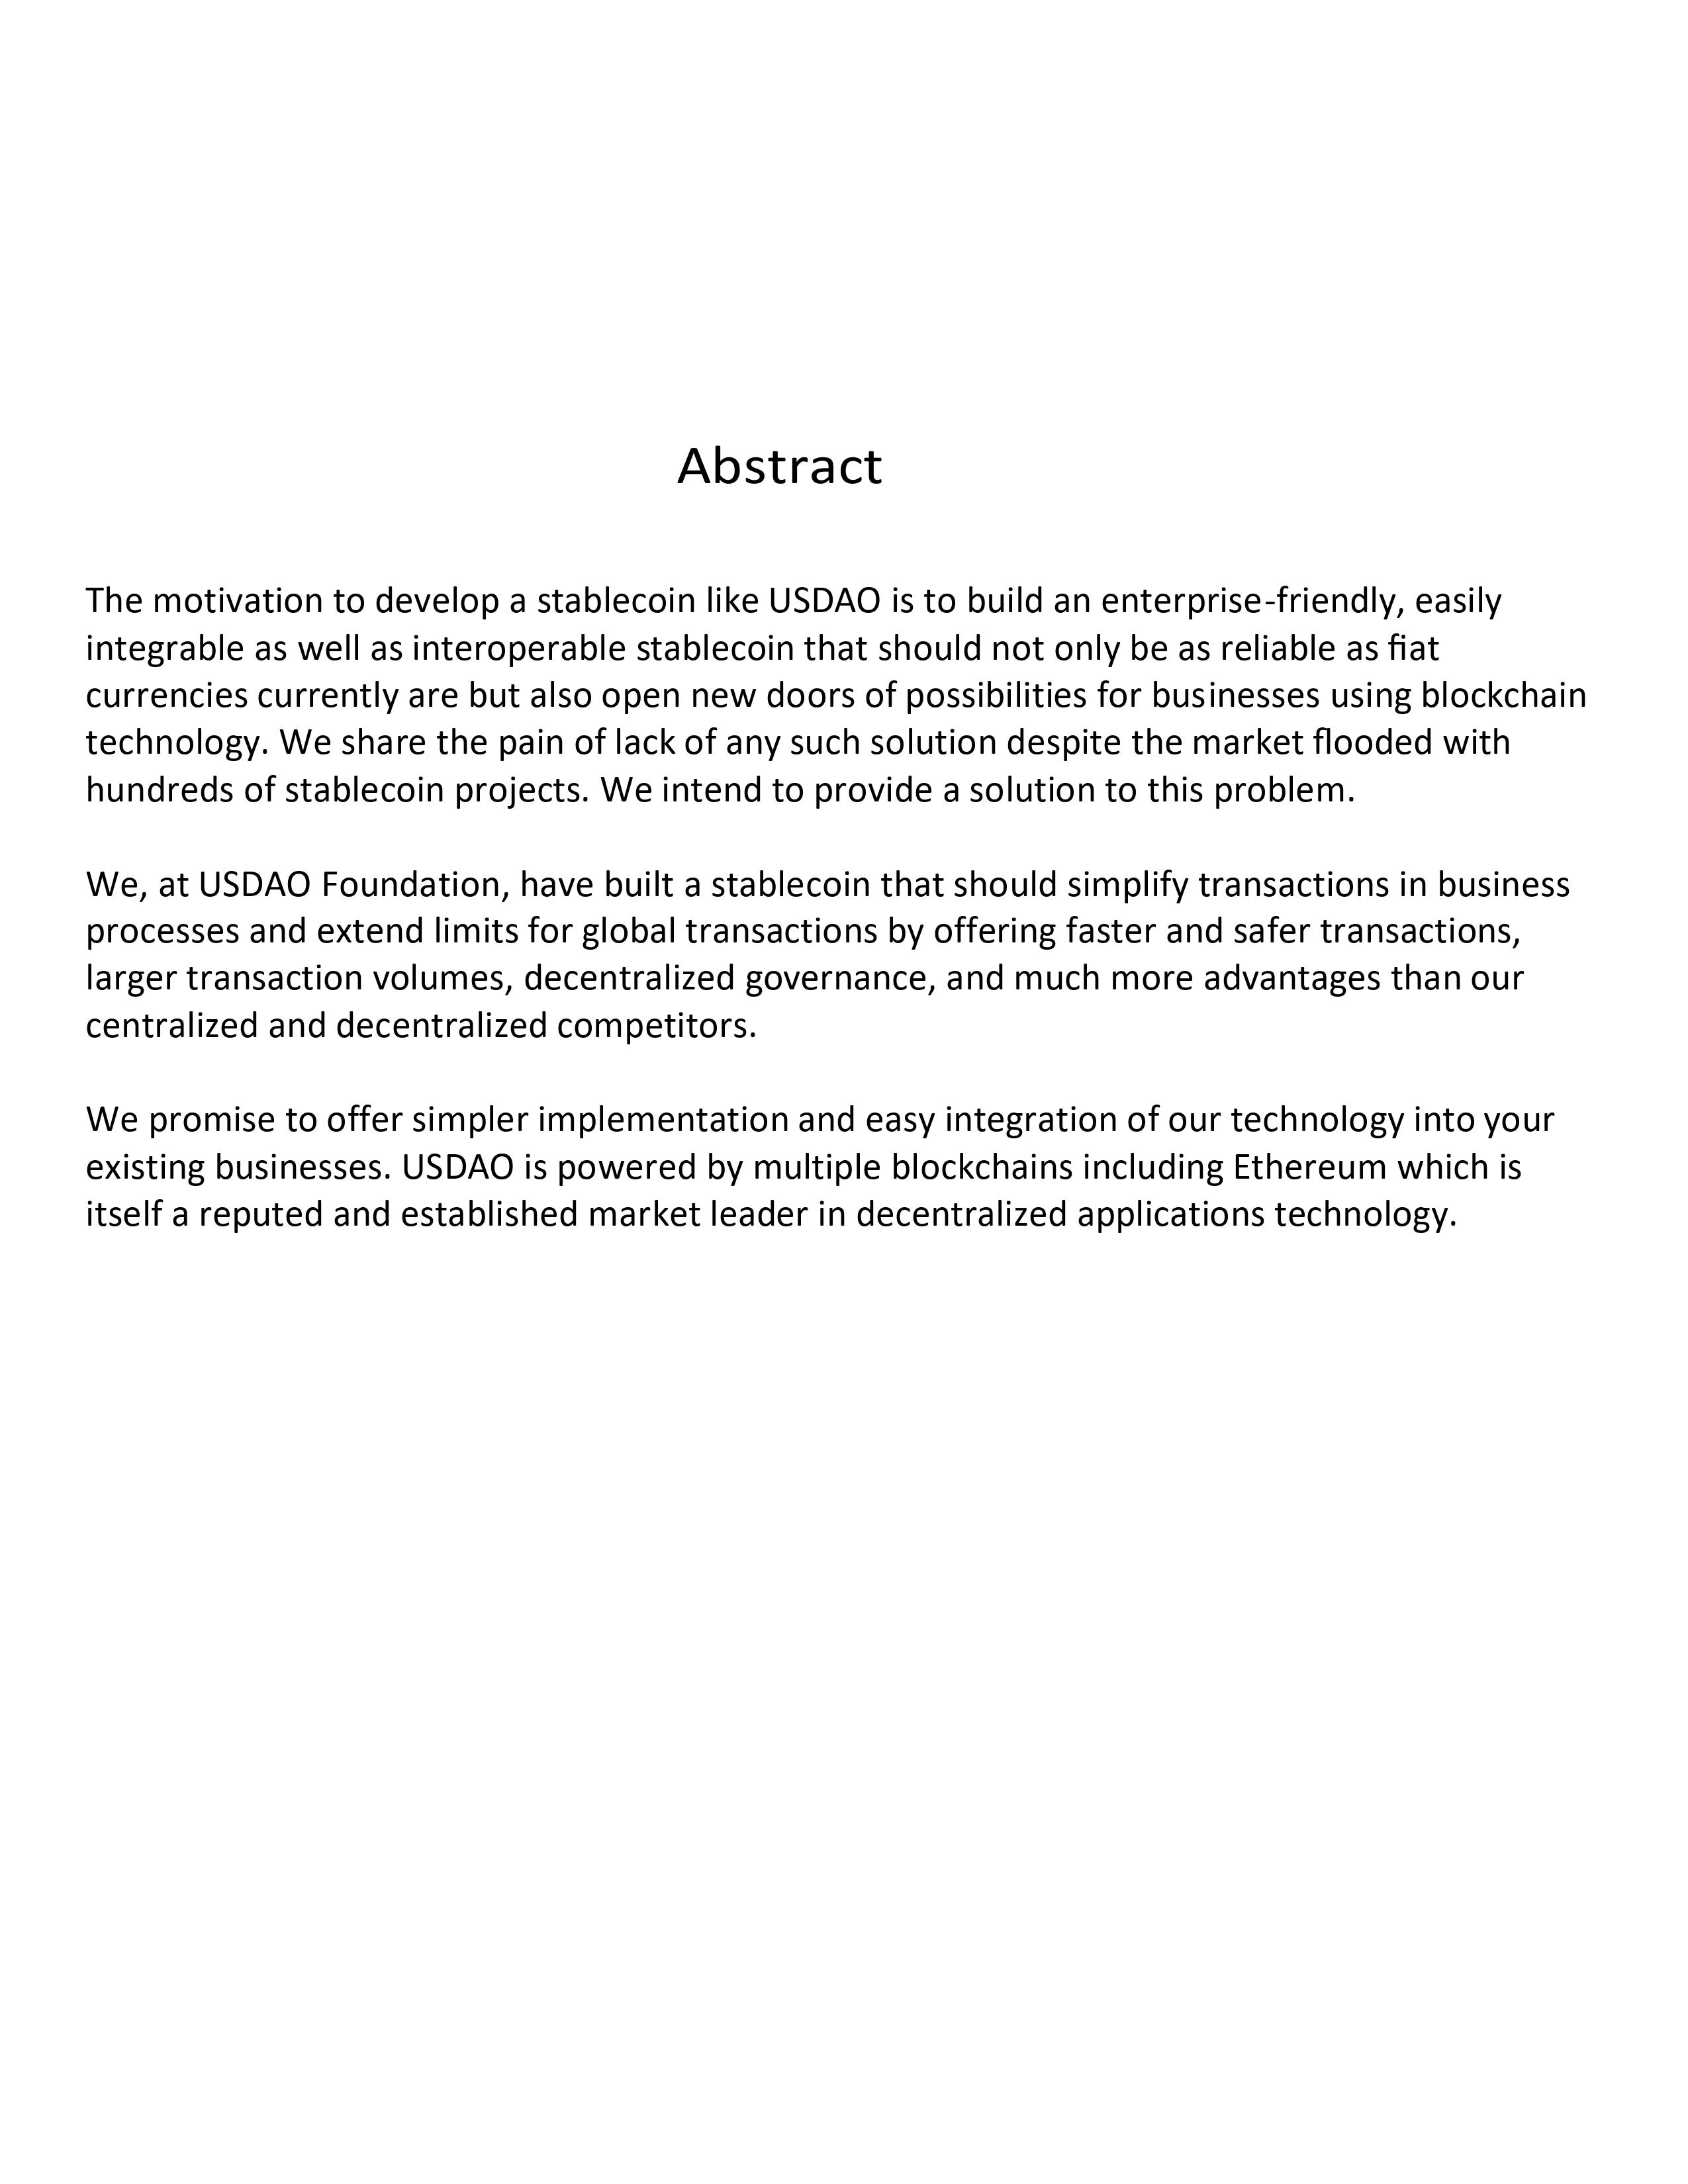 Abstract
The motivation to develop a stablecoin like USDAO is to build an enterprise-friendly, easily
integrable as well as interoperable stablecoin that should not only be as reliable as fiat
currencies currently are but also open new doors of possibilities for businesses using blockchain
technology. We share the pain of lack of any such solution despite the market flooded with
hundreds of stablecoin projects. We intend to provide a solution to this problem.
We, at USDAO Foundation, have built a stablecoin that should simplify transactions in business
processes and extend limits for global transactions by offering faster and safer transactions,
larger transaction volumes, decentralized governance, and much more advantages than our
centralized and decentralized competitors.
We promise to offer simpler implementation and easy integration of our technology into your
existing businesses. USDAO is powered by multiple blockchains including Ethereum which is
itself a reputed and established market leader in decentralized applications technology.